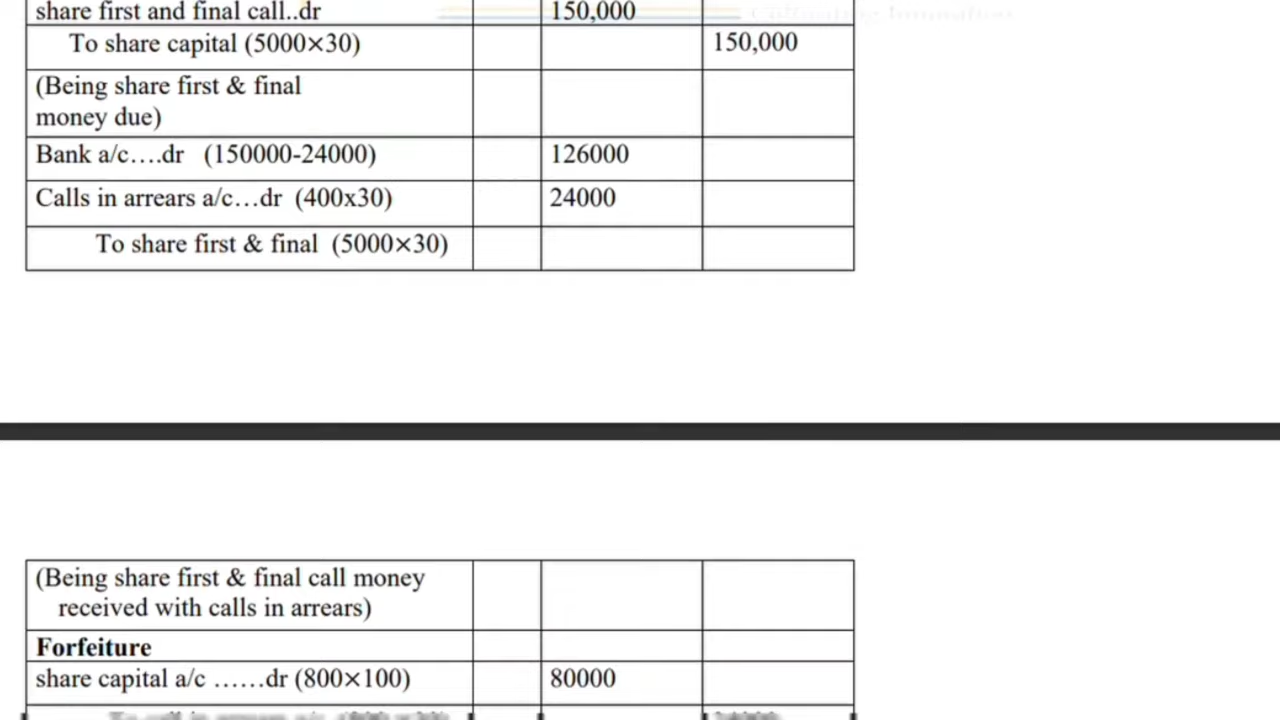 share first and final call..dr 150,000
To share capital (5000×30) 150,000
(Being share first & final
money due)
Bank a/c….dr (150000-24000) 126000
Calls in arrears a/c…dr (400x30) 24000
To share first & final (5000×30)
(Being share first & final call money
received with calls in arrears)
Forfeiture
share capital a/c ……dr (800×100) 80000